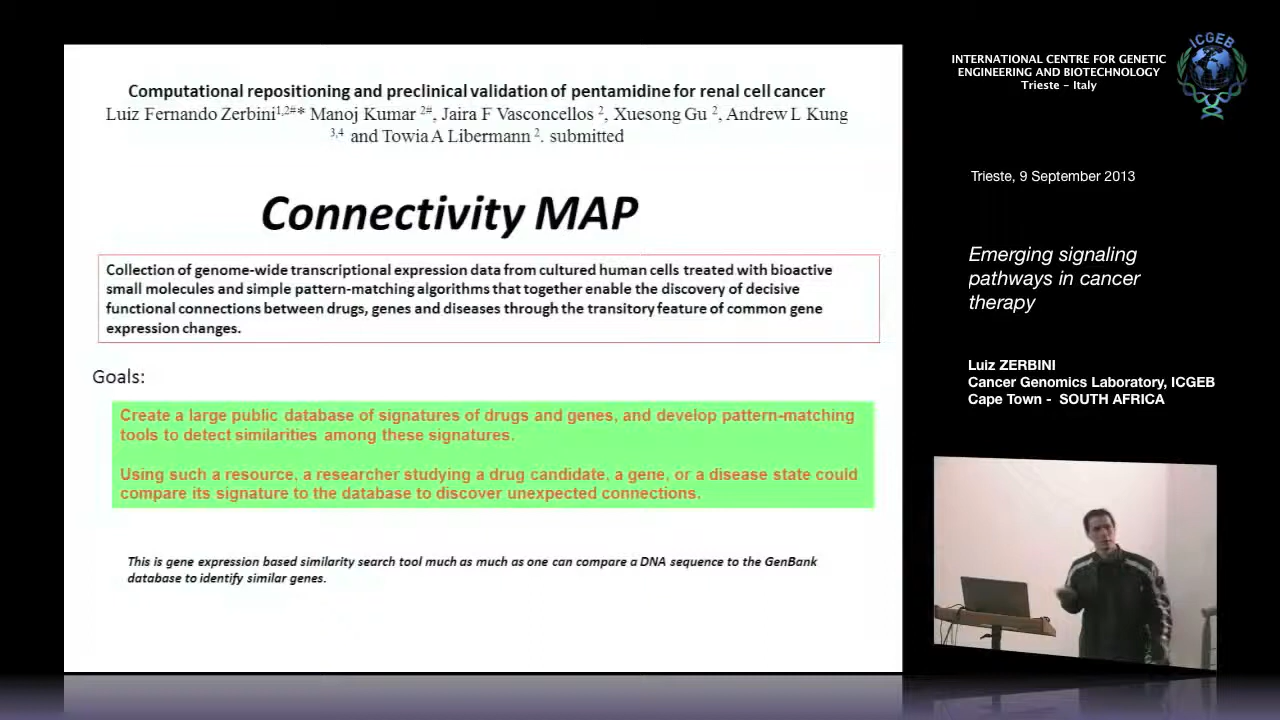 Computational repositioning and preclinical validation of pentamidine for renal cell cancer
Luiz Fernando Zerbini1,2#* Manoj Kumar 2#, Jaira F Vasconcellos 2, Xuesong Gu 2, Andrew L Kung
3,4 and Towia A Libermann 2. submitted
Connectivity MAP
Collection of genome-wide transcriptional expression data from cultured human cells treated with bioactive
small molecules and simple pattern-matching algorithms that together enable the discovery of decisive
functional connections between drugs, genes and diseases through the transitory feature of common gene
expression changes.
Goals:
Create a large public database of signatures of drugs and genes, and develop pattern-matching
tools to detect similarities among these signatures.
Using such a resource, a researcher studying a drug candidate, a gene, or a disease state could
compare its signature to the database to discover unexpected connections.
This is gene expression based similarity search tool much as much as one can compare a DNA sequence to the GenBank
database to identify similar genes.
INTERNATIONAL CENTRE FOR GENETIC
ENGINEERING AND BIOTECHNOLOGY
Trieste - Italy
ICGEB
Trieste, 9 September 2013
Emerging signaling
pathways in cancer
therapy
Luiz ZERBINI
Cancer Genomics Laboratory, ICGEB
Cape Town - SOUTH AFRICA